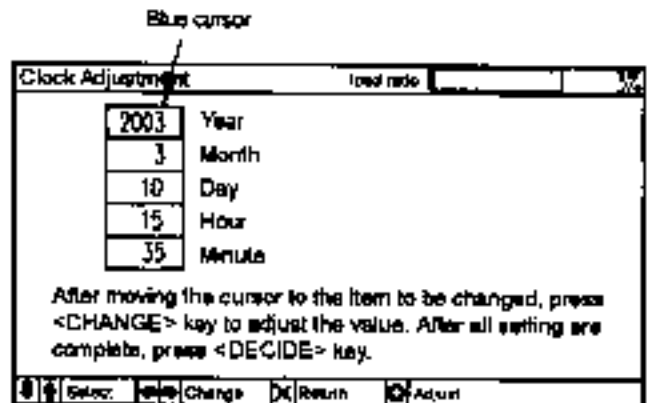 Blue cursor
Clock Adjustment load ratio %
2003 Year
3 Month
10 Day
15 Hour
35 Minute
After moving the cursor to the item to be changed, press
<CHANGE> key to adjust the value. After all setting are
complete, press <DECIDE> key.
Select Change Return Adjust